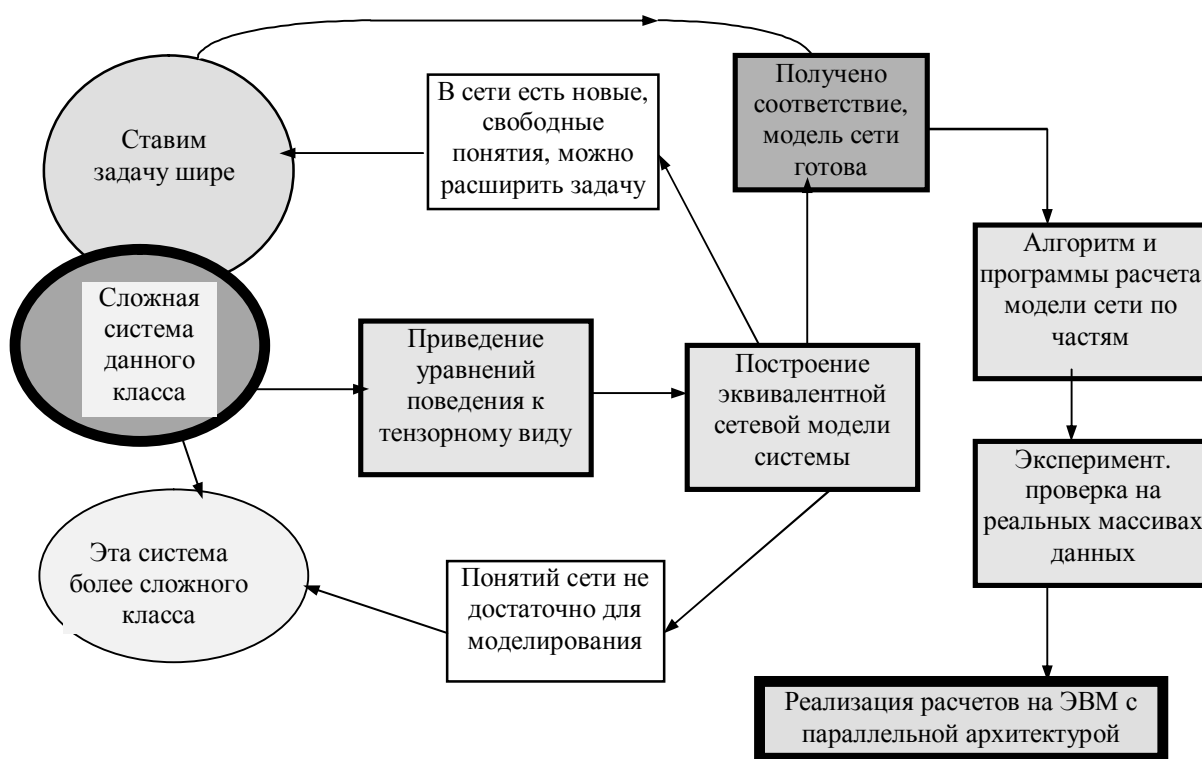 Ставим
задачу шире
В сети есть новые,
свободные
понятия, можно
расширить задачу
Получено
соответствие,
модель сети
готова
Сложная
система
данного
класса
Приведение
уравнений
поведения к
тензорному виду
Построение
эквивалентной
сетевой модели
системы
Алгоритм и
программы расчета
модели сети по
частям
Эксперимент.
проверка на
реальных массивах
данных
Эта система
более сложного
класса
Понятий сети не
достаточно для
моделирования
Реализация расчетов на ЭВМ с
параллельной архитектурой